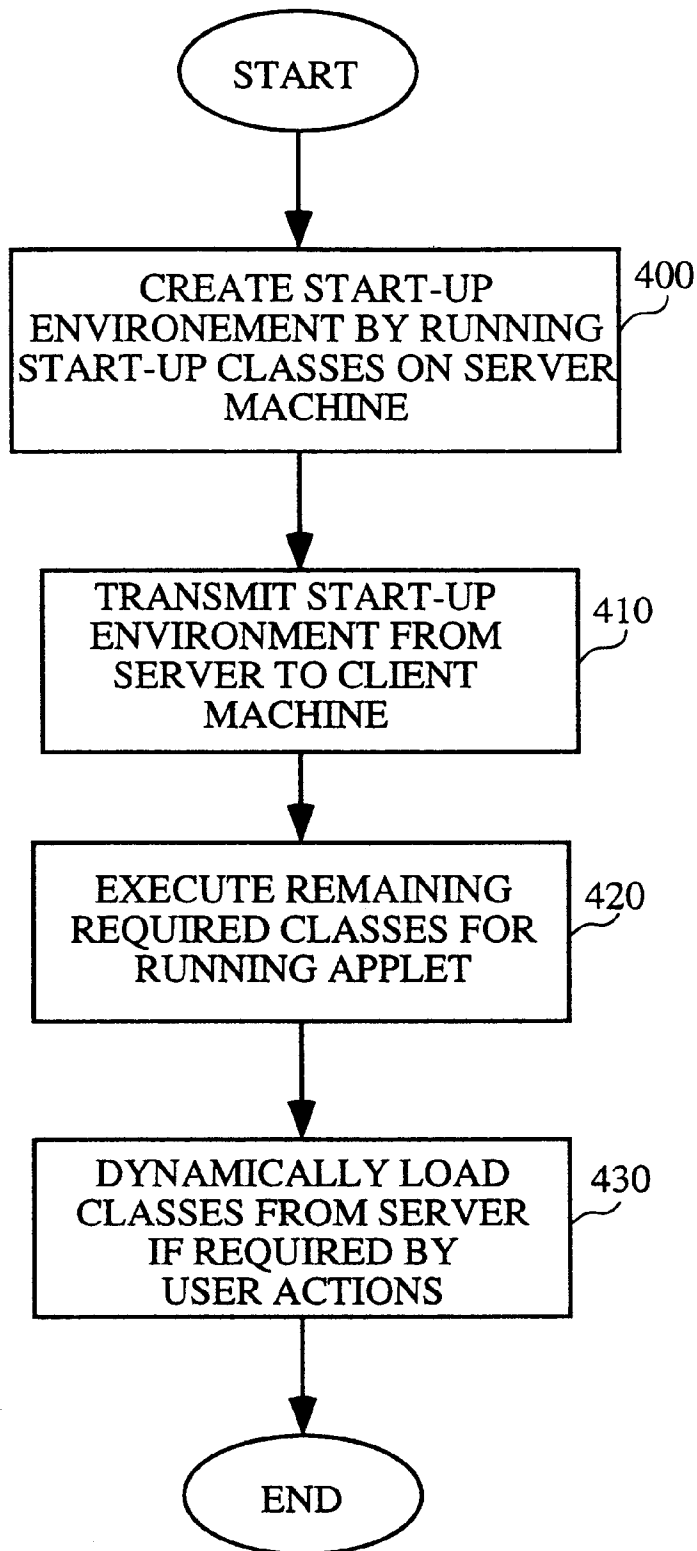 START
CREATE START-UP
ENVIRONEMENT BY RUNNING
START-UP CLASSES ON SERVER
MACHINE
400
TRANSMIT START-UP
ENVIRONMENT FROM
SERVER TO CLIENT
MACHINE
410
EXECUTE REMAINING
REQUIRED CLASSES FOR
RUNNING APPLET
420
DYNAMICALLY LOAD
CLASSES FROM SERVER
IF REQUIRED BY
USER ACTIONS
430
END